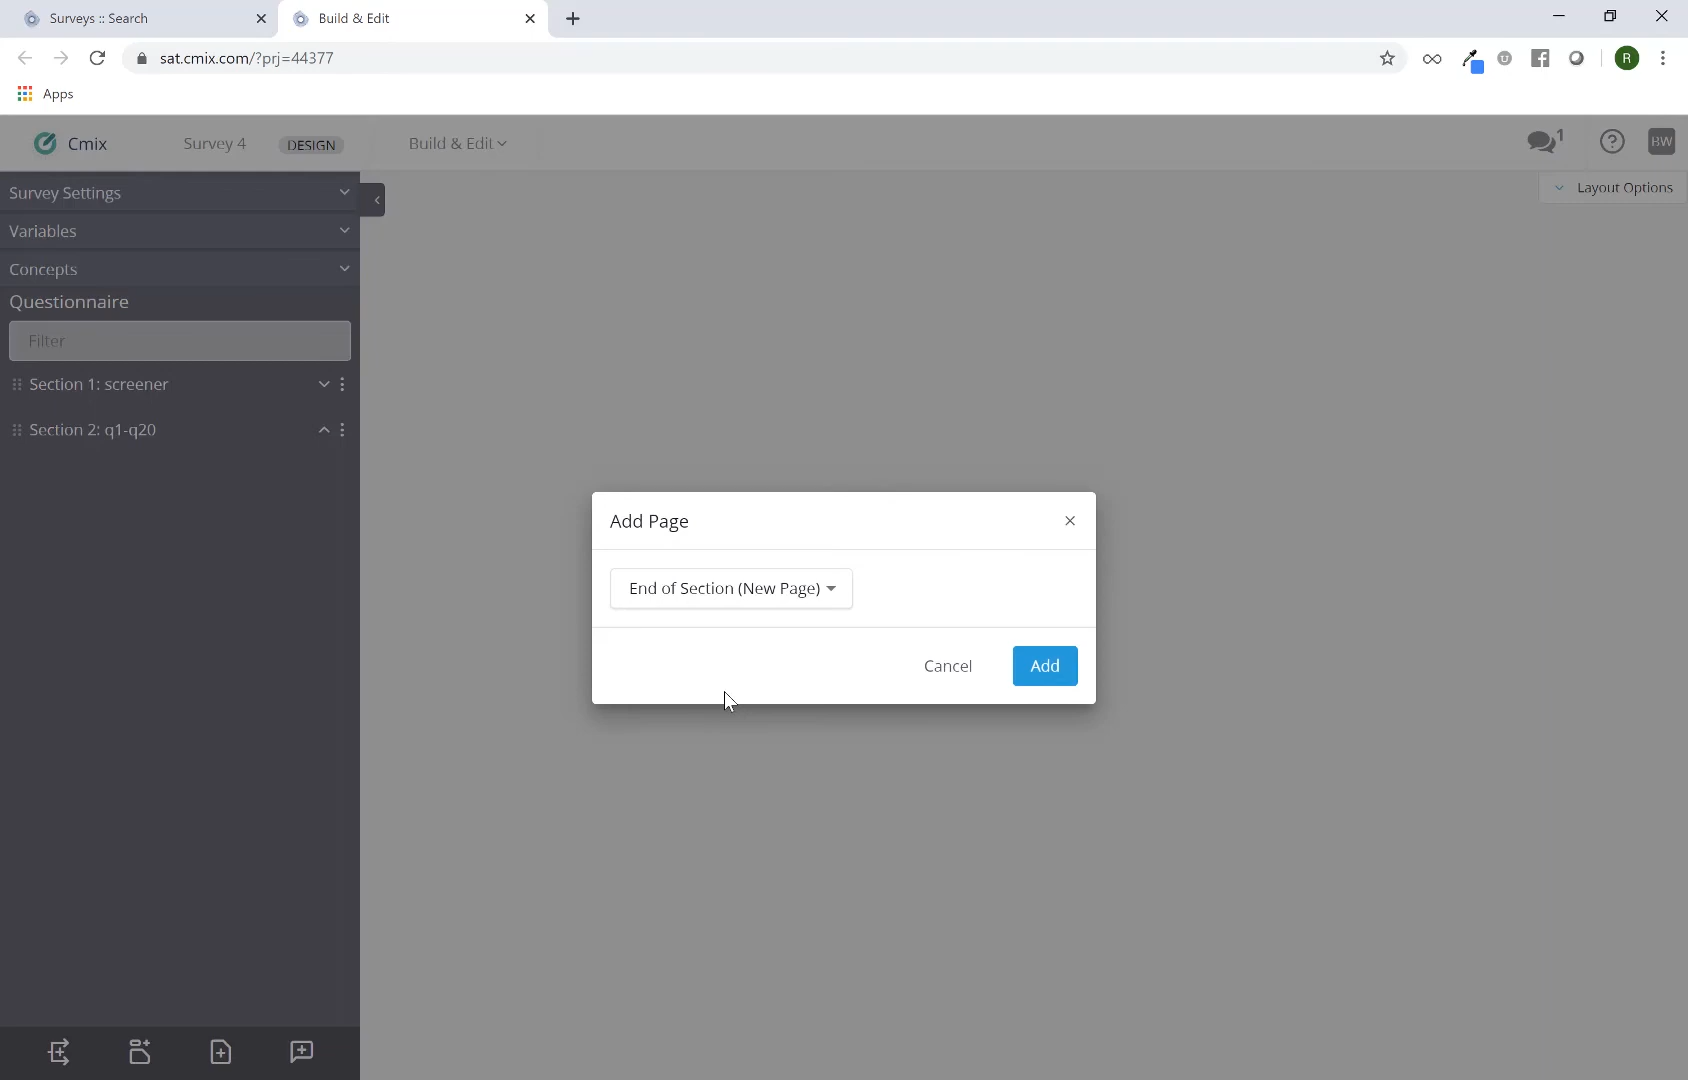 Surveys :: Search
Build & Edit
sat.cmix.com/?prj=44377
R
Apps
Cmix
Survey 4
DESIGN
Build & Edit
1
BW
Survey Settings
Layout Options
Variables
Concepts
Questionnaire
Filter
Section 1: screener
Section 2: q1-q20
Add Page
End of Section (New Page)
Cancel
Add